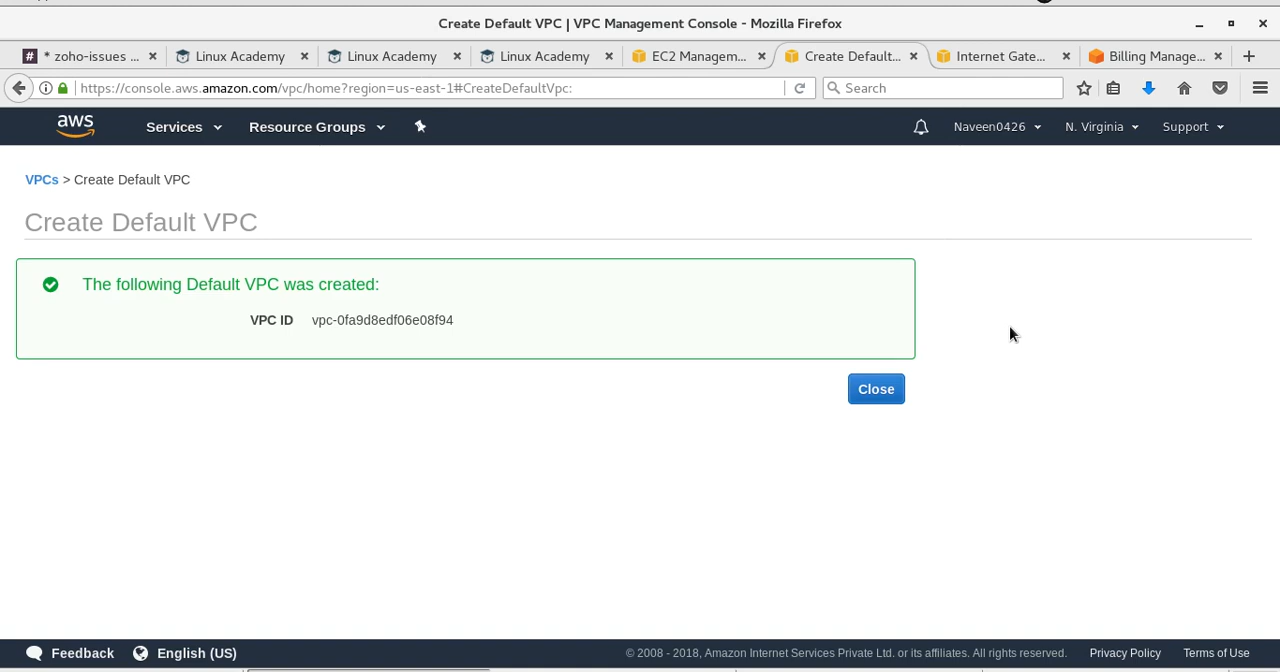 Create Default VPC | VPC Management Console - Mozilla Firefox
# * zoho-issues ... Linux Academy Linux Academy Linux Academy EC2 Managem... Create Default... Internet Gate... Billing Manage...
https://console.aws.amazon.com/vpc/home?region=us-east-1#CreateDefaultVpc: Search
aws Services Resource Groups Naveen0426 N. Virginia Support
VPCs > Create Default VPC
Create Default VPC
The following Default VPC was created:
VPC ID vpc-0fa9d8edf06e08f94
Close
Feedback English (US) © 2008 - 2018, Amazon Internet Services Private Ltd. or its affiliates. All rights reserved. Privacy Policy Terms of Use